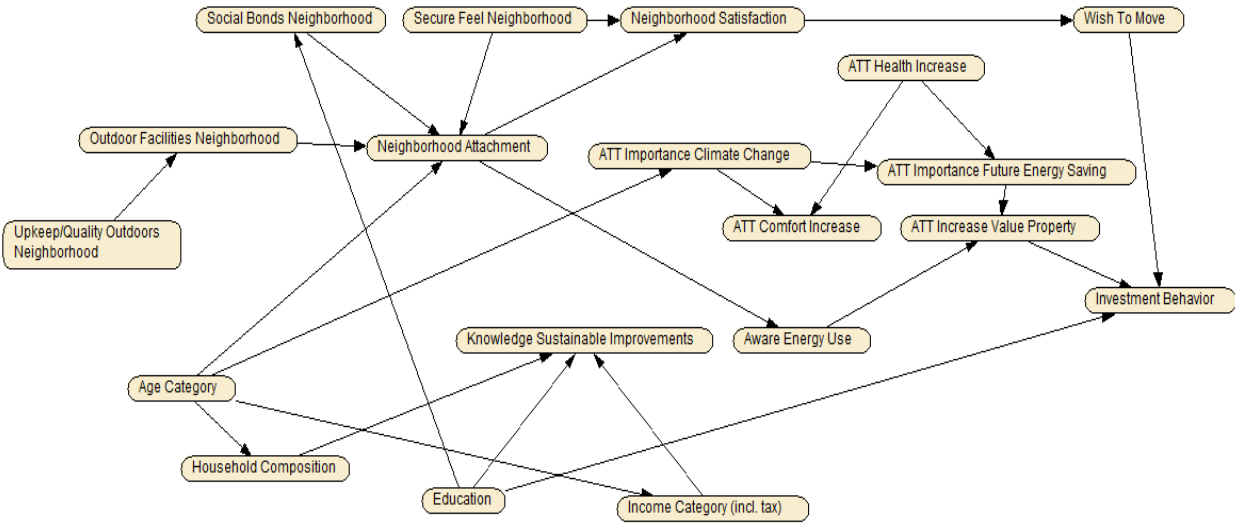 Social Bonds Neighborhood
Secure Feel Neighborhood
Neighborhood Satisfaction
Wish To Move
ATT Health Increase
Outdoor Facilities Neighborhood
Neighborhood Attachment
ATT Importance Climate Change
ATT Importance Future Energy Saving
Upkeep/Quality Outdoors
Neighborhood
ATT Comfort Increase
ATT Increase Value Property
Investment Behavior
Knowledge Sustainable Improvements
Aware Energy Use
Age Category
Household Composition
Education
Income Category (incl. tax)